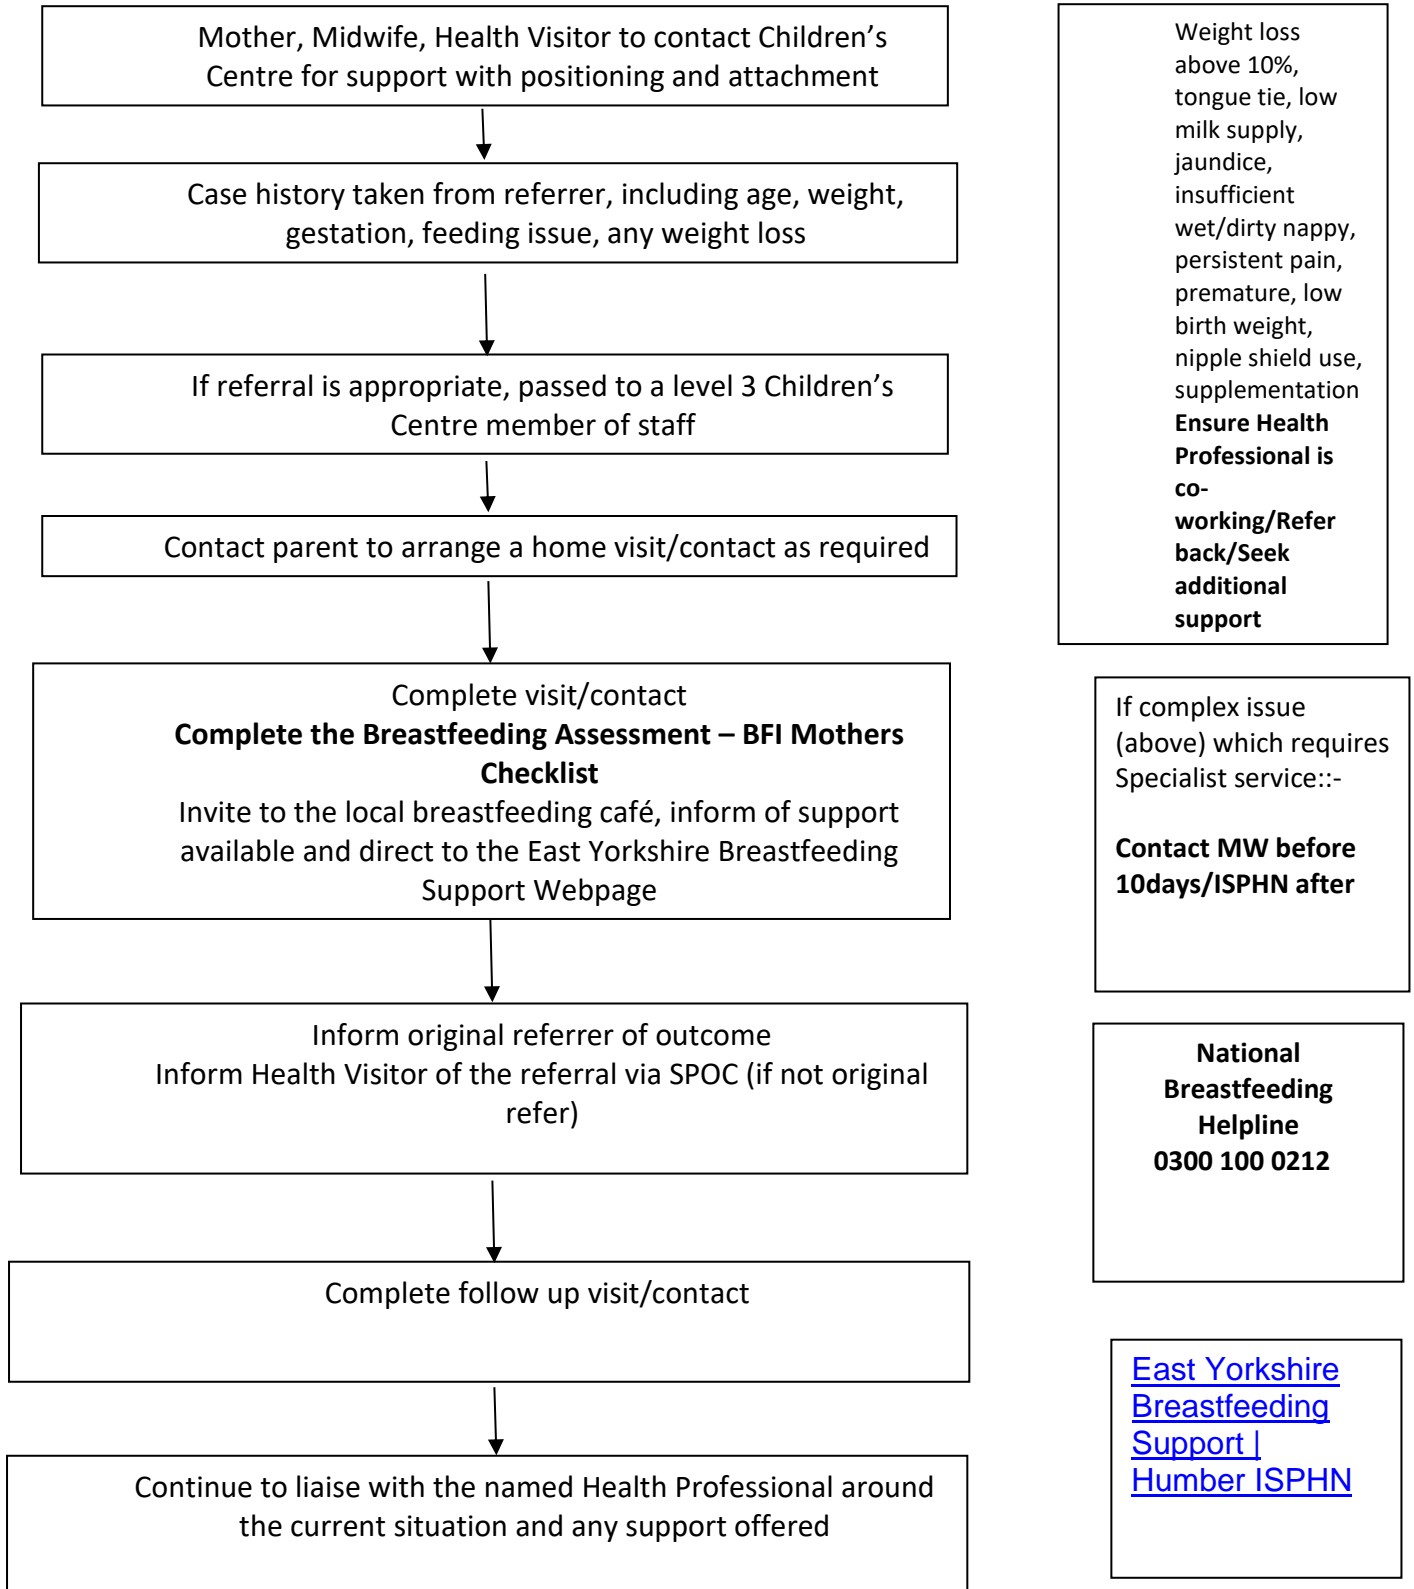 Mother, Midwife, Health Visitor to contact Children’s
Centre for support with positioning and attachment
Case history taken from referrer, including age, weight,
gestation, feeding issue, any weight loss
If referral is appropriate, passed to a level 3 Children’s
Centre member of staff
Contact parent to arrange a home visit/contact as required
Complete visit/contact
Complete the Breastfeeding Assessment – BFI Mothers
Checklist
Invite to the local breastfeeding café, inform of support
available and direct to the East Yorkshire Breastfeeding
Support Webpage
Inform original referrer of outcome
Inform Health Visitor of the referral via SPOC (if not original
refer)
Complete follow up visit/contact
Continue to liaise with the named Health Professional around
the current situation and any support offered
Weight loss
above 10%,
tongue tie, low
milk supply,
jaundice,
insufficient
wet/dirty nappy,
persistent pain,
premature, low
birth weight,
nipple shield use,
supplementation
Ensure Health
Professional is
co-
working/Refer
back/Seek
additional
support
If complex issue
(above) which requires
Specialist service::-
Contact MW before
10days/ISPHN after
National
Breastfeeding
Helpline
0300 100 0212
East Yorkshire
Breastfeeding
Support |
Humber ISPHN